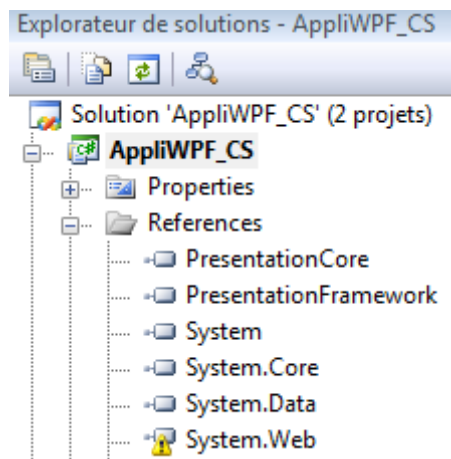 Explorateur de solutions - AppliWPF_CS
Solution 'AppliWPF_CS' (2 projets)
AppliWPF_CS
Properties
References
PresentationCore
PresentationFramework
System
System.Core
System.Data
System.Web